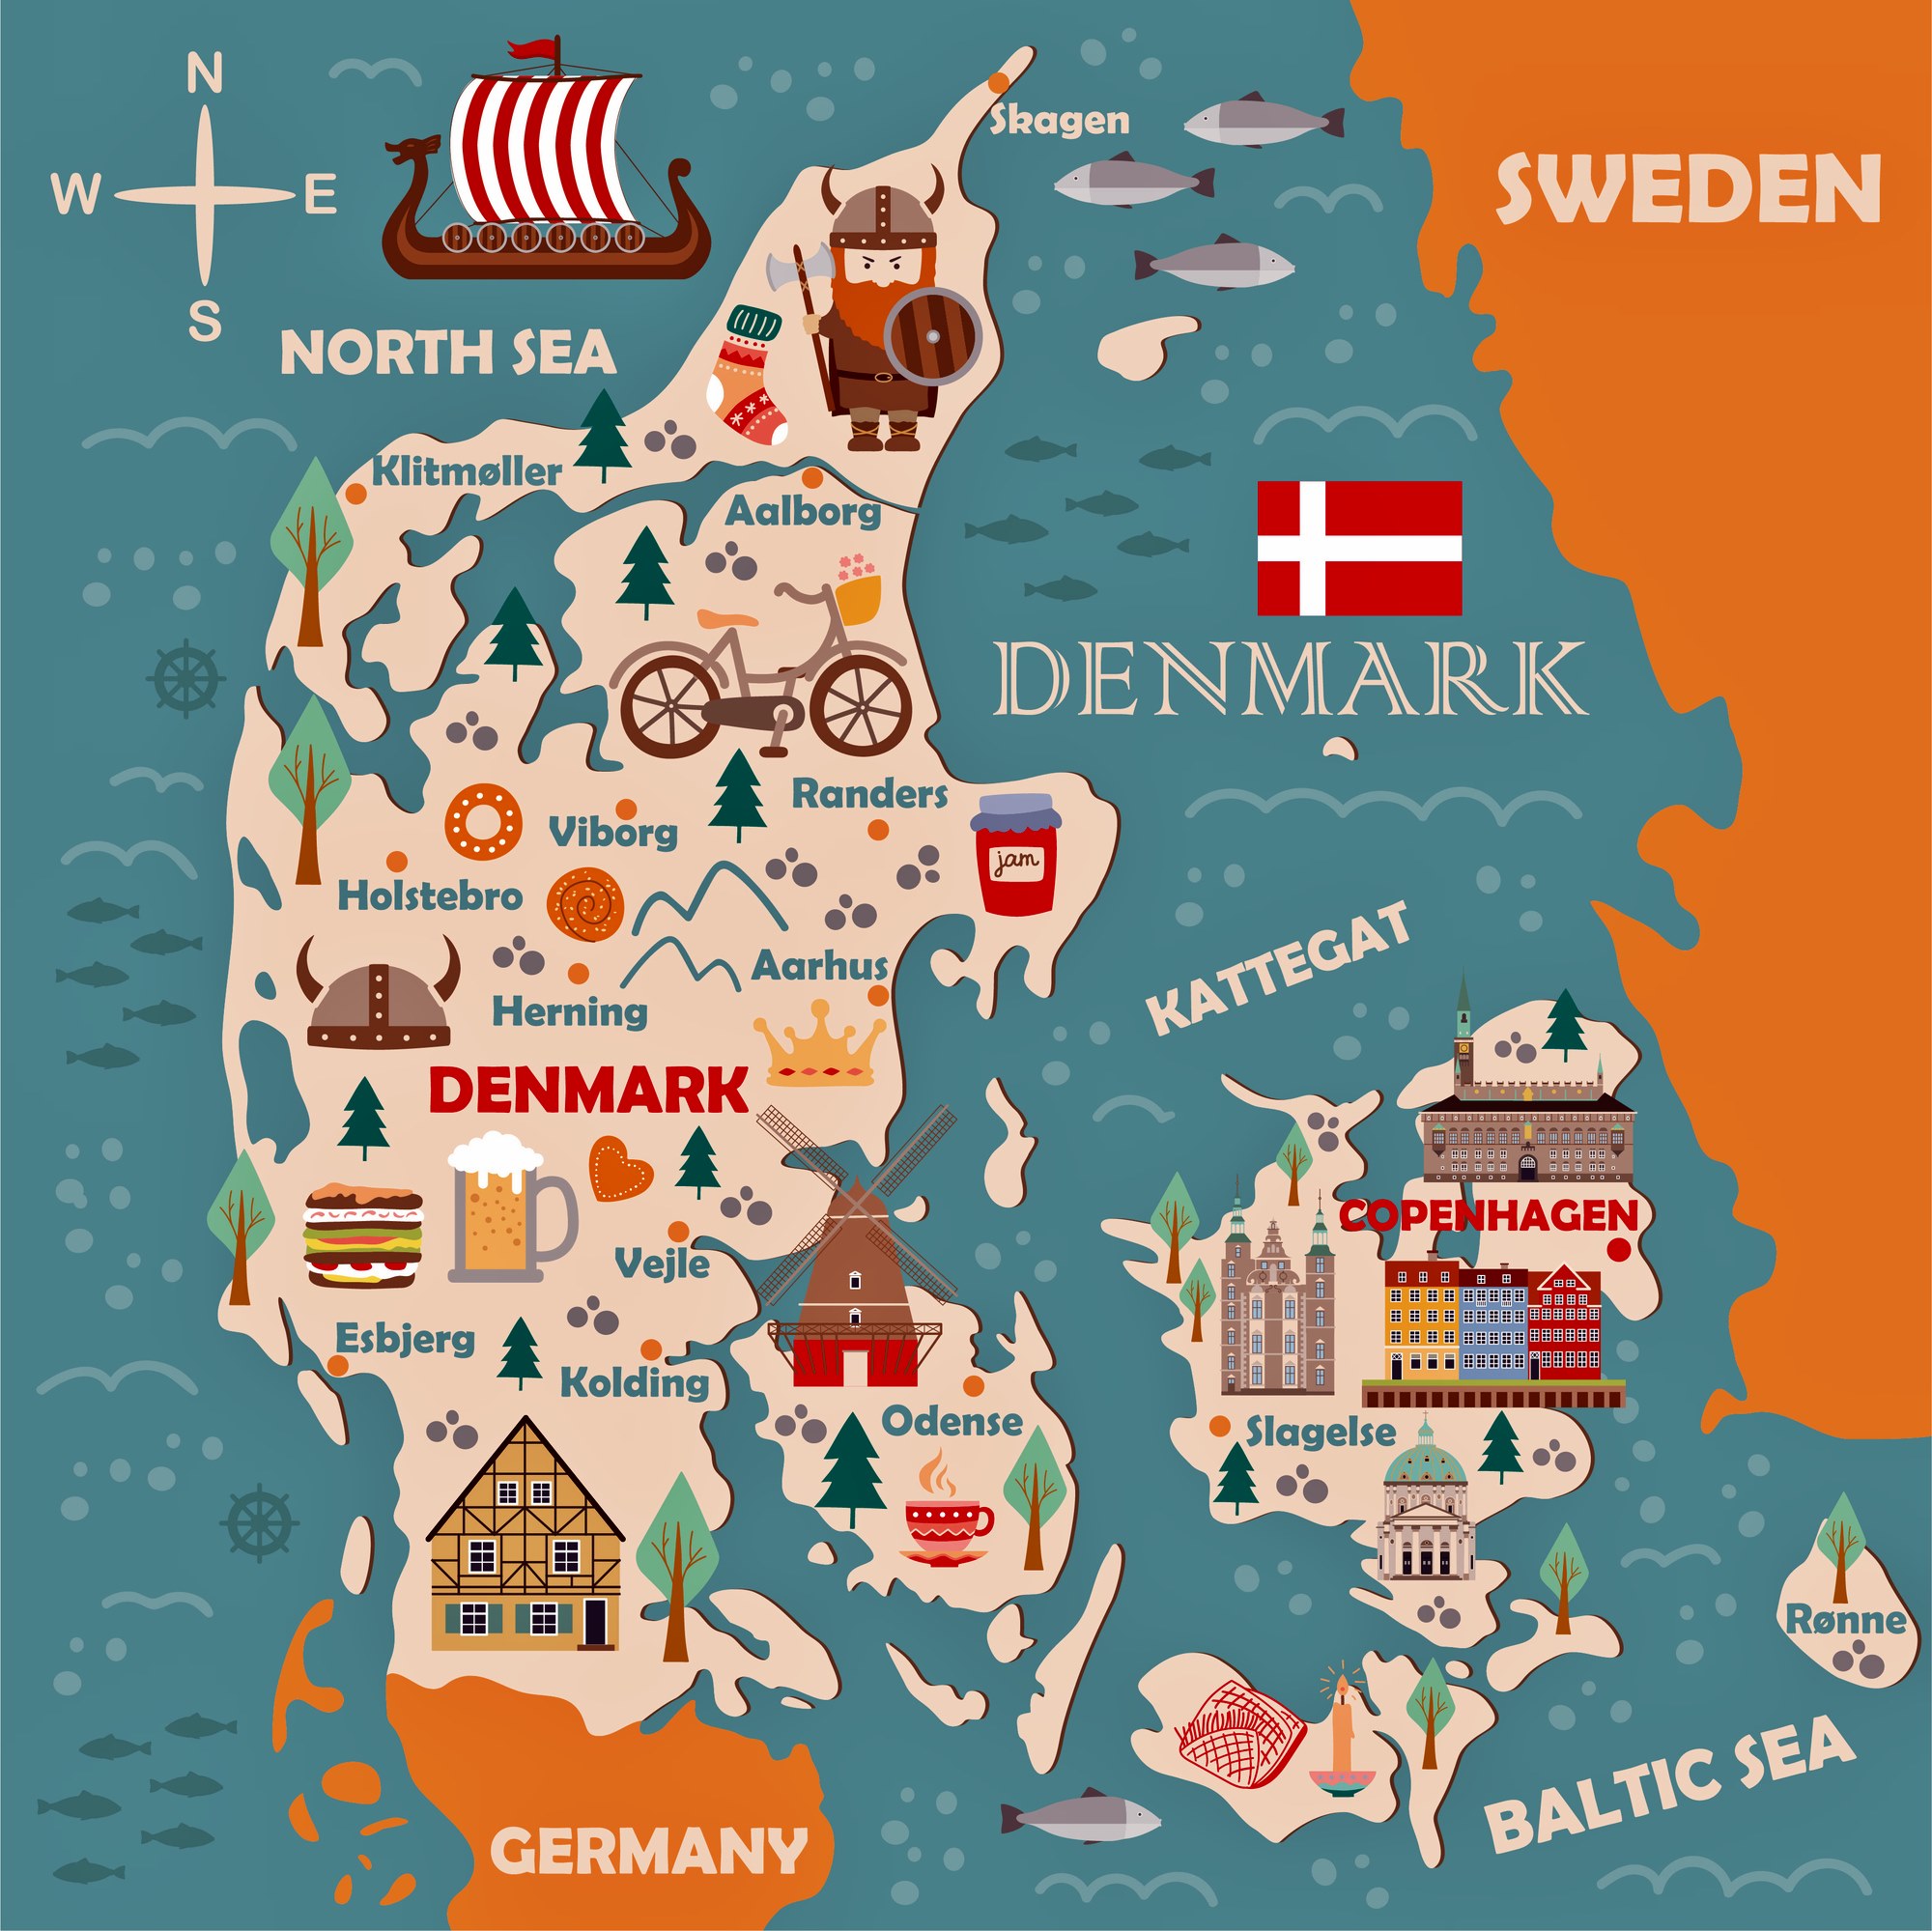 N
W E
S
Skagen
SWEDEN
NORTH SEA
Klitmøller
Aalborg
DENMARK
Randers
Viborg
jam
Holstebro
KATTEGAT
Aarhus
Herning
DENMARK
COPENHAGEN
Vejle
Esbjerg
Kolding
Odense
Slagelse
Rønne
BALTIC SEA
GERMANY